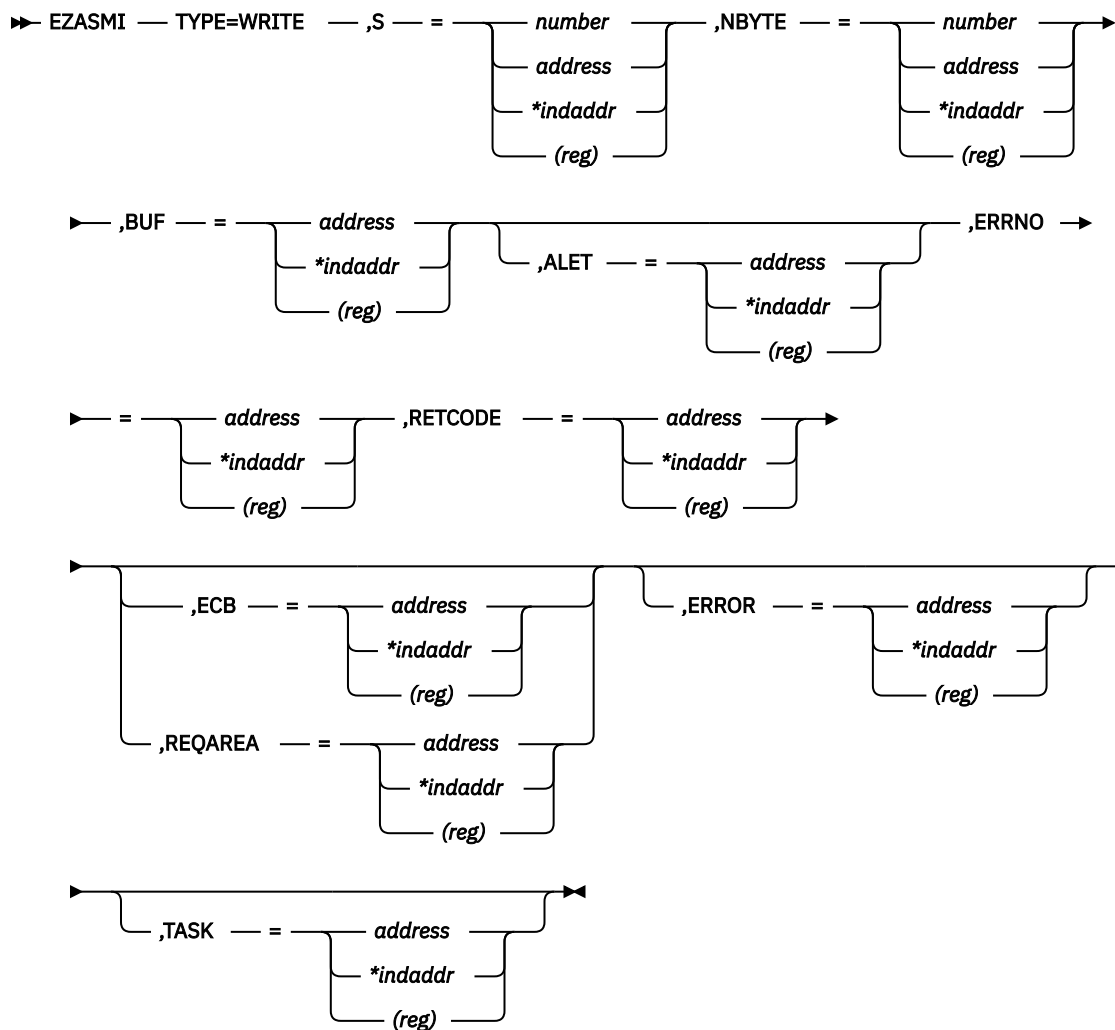 EZASMI TYPE=WRITE ,S = number ,NBYTE = number
address address
*indaddr *indaddr
(reg) (reg)
,BUF = address ,ERRNO
*indaddr ,ALET = address
(reg) *indaddr
(reg)
= address ,RETCODE = address
*indaddr *indaddr
(reg) (reg)
,ECB = address ,ERROR = address
*indaddr *indaddr
(reg) (reg)
,REQAREA = address
*indaddr
(reg)
,TASK = address
*indaddr
(reg)